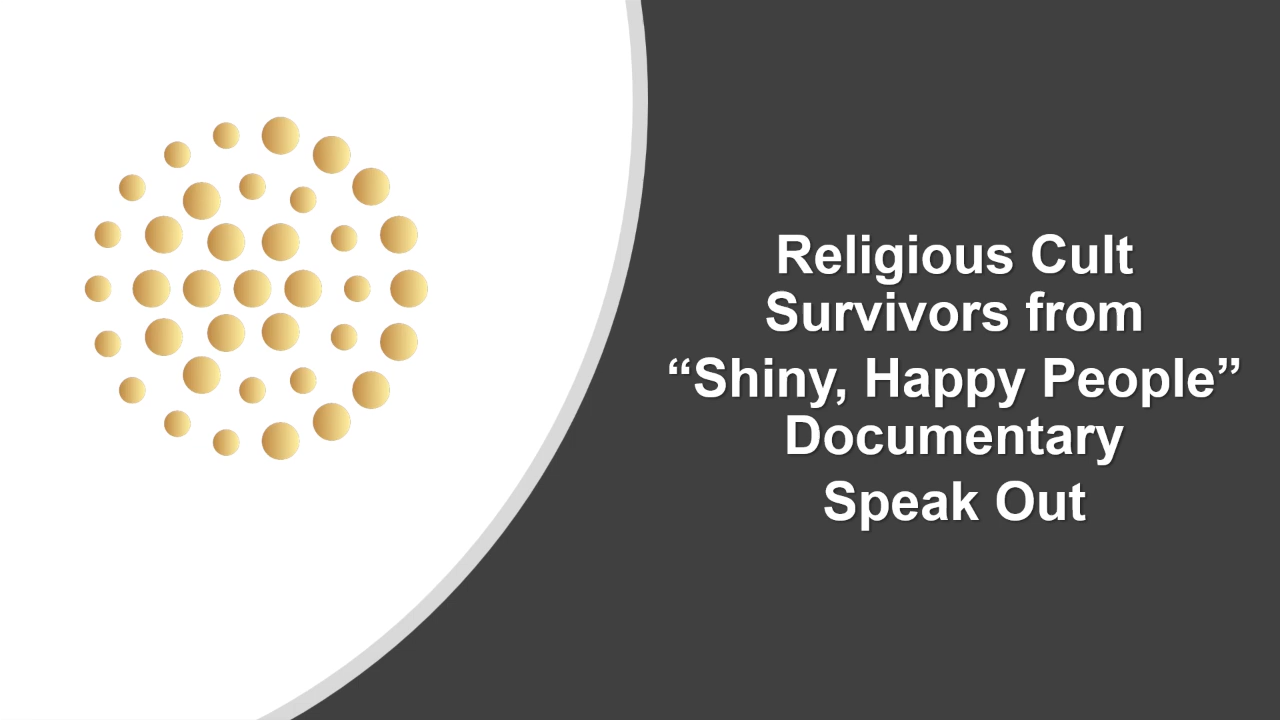 Religious Cult
Survivors from
“Shiny, Happy People”
Documentary
Speak Out